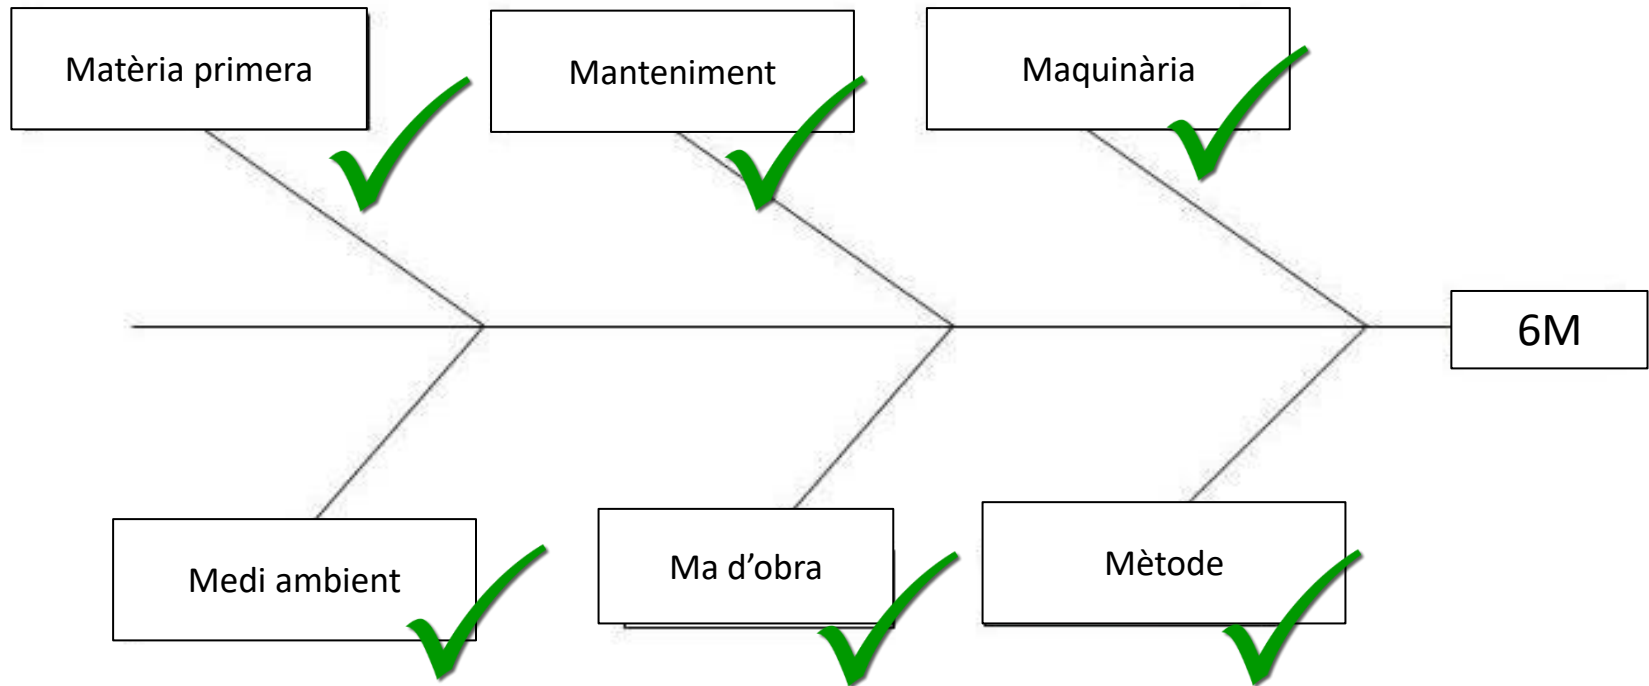 Matèria primera
Manteniment
Maquinària
6M
Medi ambient
Ma d’obra
Mètode